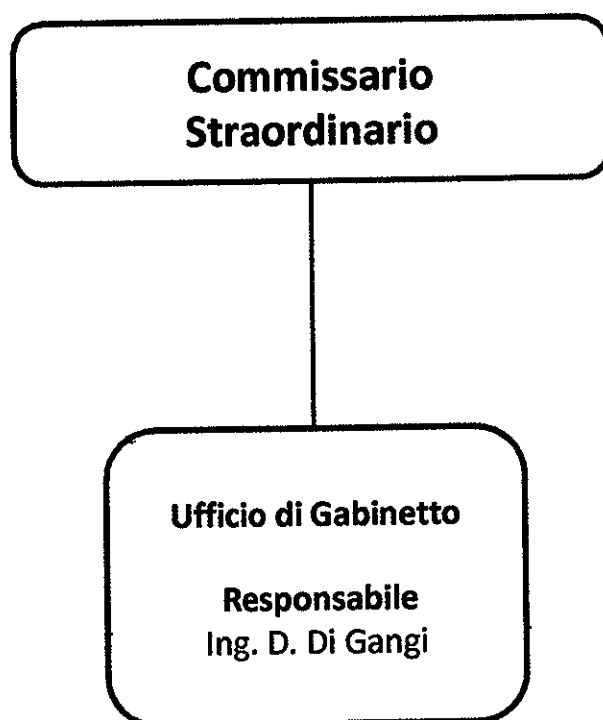 Commissario
Straordinario
Ufficio di Gabinetto
Responsabile
Ing. D. Di Gangi